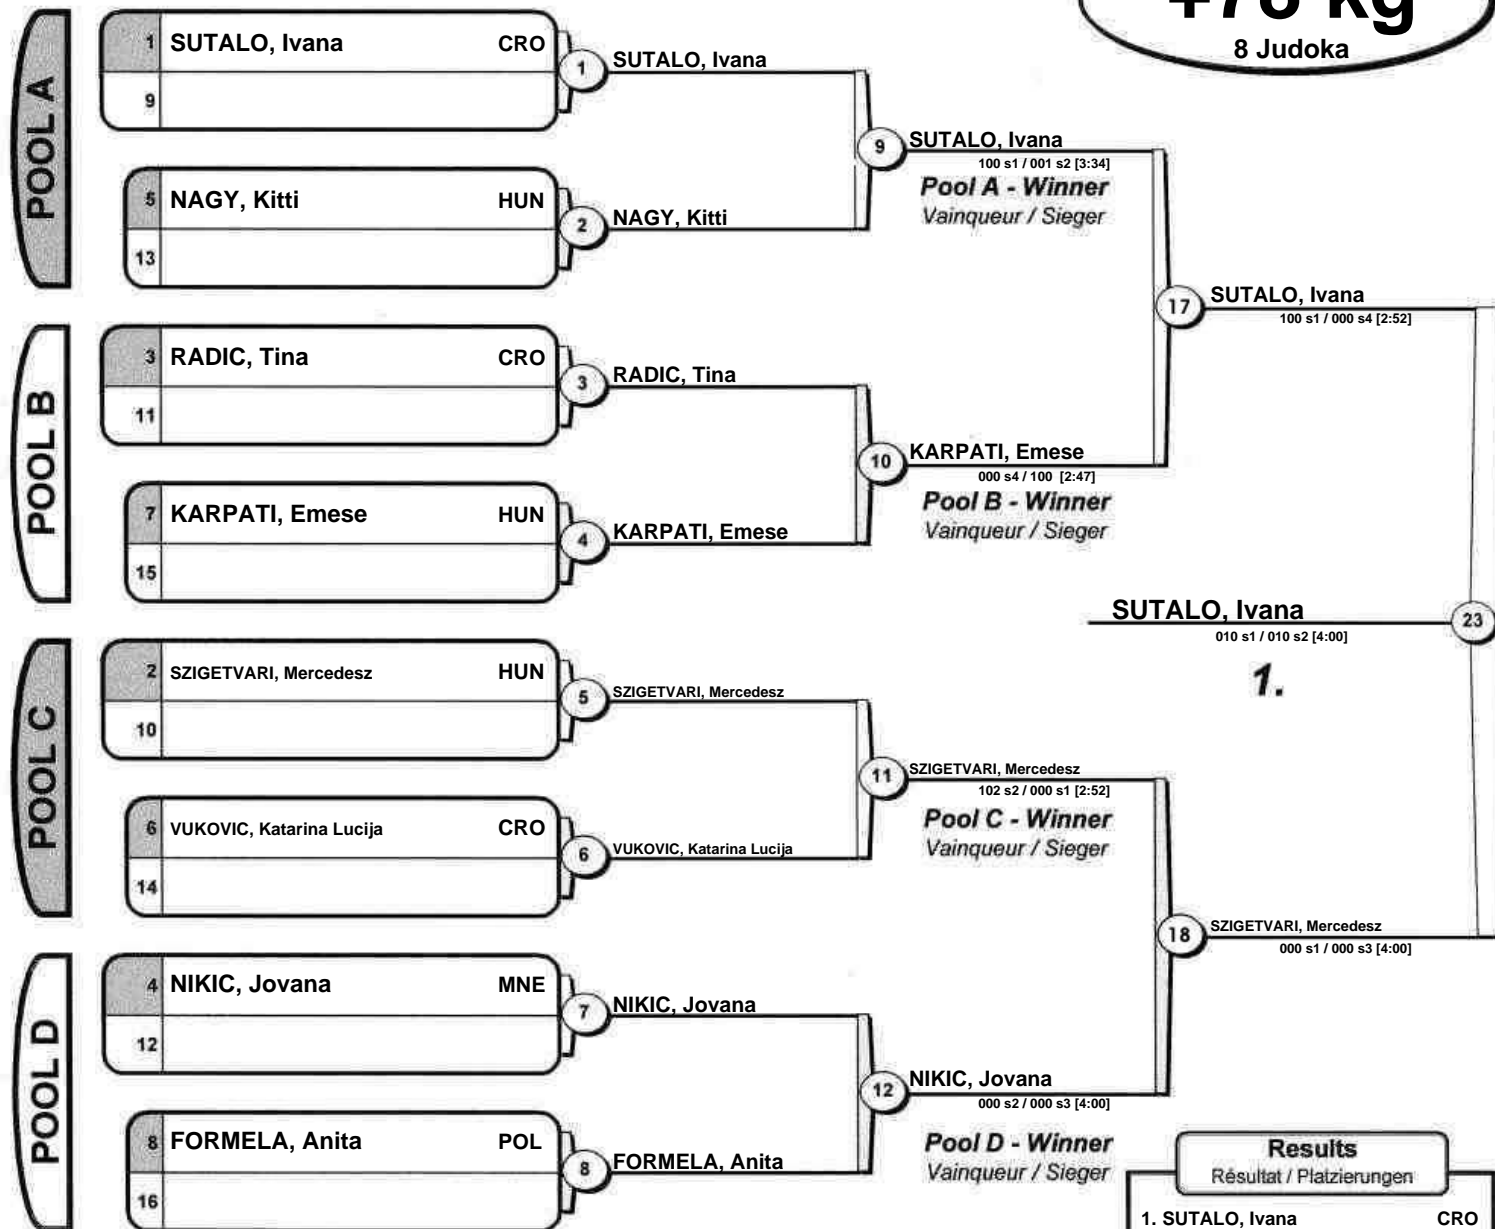 +78 kg
8 Judoka
POOL A
1 SUTALO, Ivana CRO
9
1 SUTALO, Ivana
5 NAGY, Kitti HUN
13
2 NAGY, Kitti
9 SUTALO, Ivana
100 s1 / 001 s2 [3:34]
Pool A - Winner
Vainqueur / Sieger
POOL B
3 RADIC, Tina CRO
11
3 RADIC, Tina
7 KARPATI, Emese HUN
15
4 KARPATI, Emese
10 KARPATI, Emese
000 s4 / 100 [2:47]
Pool B - Winner
Vainqueur / Sieger
17 SUTALO, Ivana
100 s1 / 000 s4 [2:52]
SUTALO, Ivana 23
010 s1 / 010 s2 [4:00]
1.
POOL C
2 SZIGETVARI, Mercedesz HUN
10
5 SZIGETVARI, Mercedesz
6 VUKOVIC, Katarina Lucija CRO
14
6 VUKOVIC, Katarina Lucija
11 SZIGETVARI, Mercedesz
102 s2 / 000 s1 [2:52]
Pool C - Winner
Vainqueur / Sieger
18 SZIGETVARI, Mercedesz
000 s1 / 000 s3 [4:00]
POOL D
4 NIKIC, Jovana MNE
12
7 NIKIC, Jovana
8 FORMELA, Anita POL
16
8 FORMELA, Anita
12 NIKIC, Jovana
000 s2 / 000 s3 [4:00]
Pool D - Winner
Vainqueur / Sieger
Results
Résultat / Platzierungen
1. SUTALO, Ivana CRO